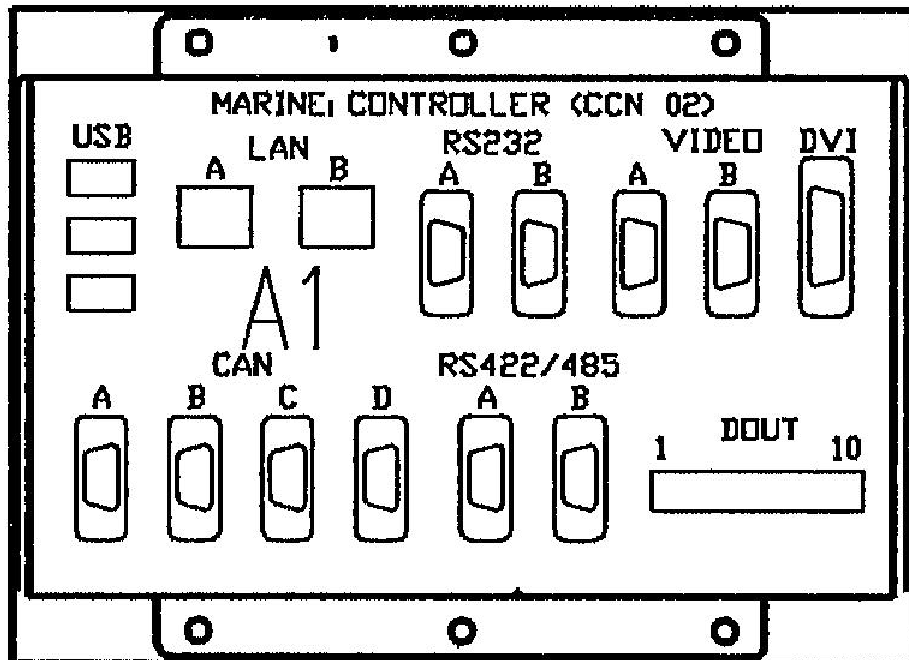 MARINE CONTROLLER (CCN 02)
USB LAN RS232 VIDEO DVI
A B A B A B
A1
CAN RS422/485
A B C D A B
DOUT
1 10